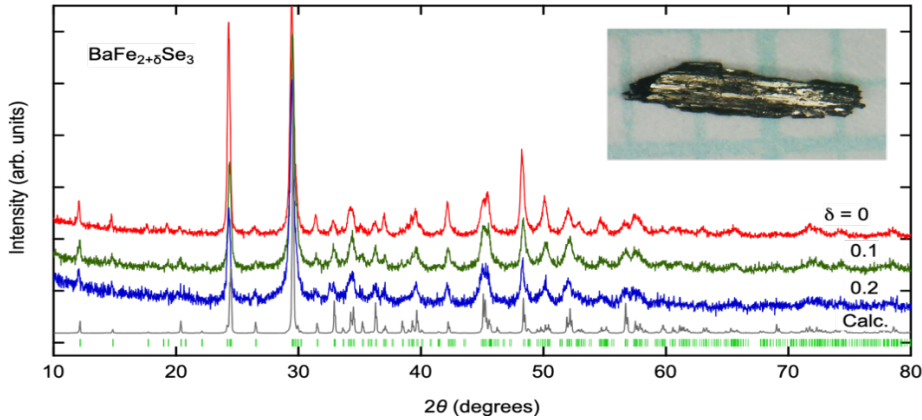 BaFe₂₊δSe₃
δ = 0
0.1
0.2
Calc.
Intensity (arb. units)
10 20 30 40 50 60 70 80
2θ (degrees)